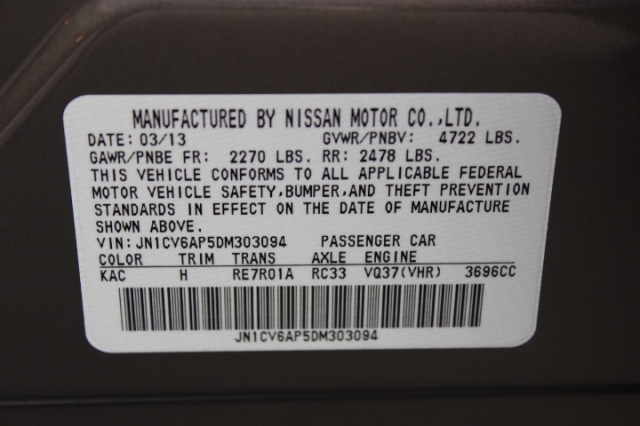 MANUFACTURED BY NISSAN MOTOR CO.,LTD.
DATE: 03/13 GVWR/PNBV: 4722 LBS.
GAWR/PNBE FR: 2270 LBS. RR: 2478 LBS.
THIS VEHICLE CONFORMS TO ALL APPLICABLE FEDERAL
MOTOR VEHICLE SAFETY,BUMPER,AND THEFT PREVENTION
STANDARDS IN EFFECT ON THE DATE OF MANUFACTURE
SHOWN ABOVE.
VIN: JN1CV6AP5DM303094 PASSENGER CAR
COLOR TRIM TRANS AXLE ENGINE
KAC H RE7R01A RC33 VQ37(VHR) 3696CC
JN1CV6AP5DM303094